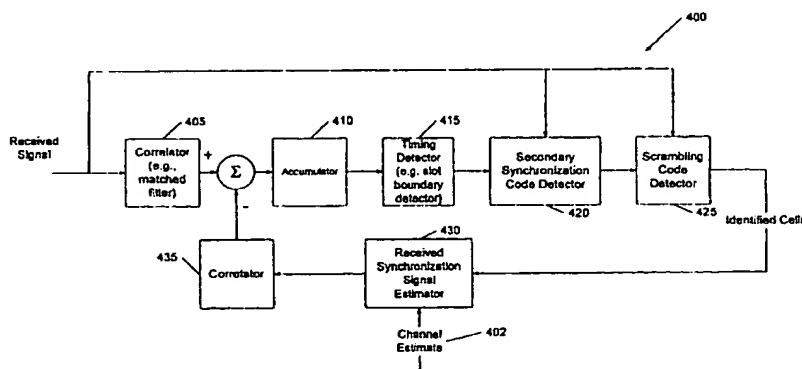 400
Received
Signal
405
Correlator
(e.g.,
matched
filter)
+
Σ
-
410
Accumulator
415
Timing
Detector
(e.g. slot
boundary
detector)
Secondary
Synchronization
Code Detector
420
Scrambling
Code
Detector
425
Identified Cells
435
Correlator
430
Received
Synchronization
Signal
Estimator
Channel
Estimate
402